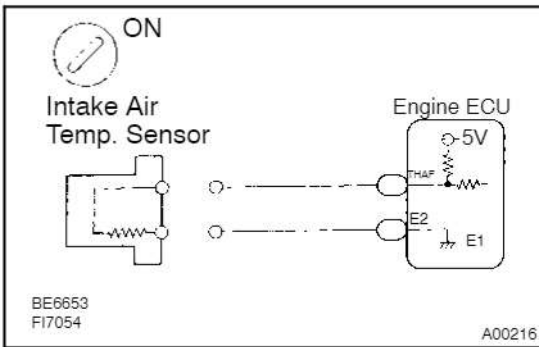 ON
Intake Air
Temp. Sensor
Engine ECU
5V
THAF
E2
E1
BE6653
FI7054
A00216